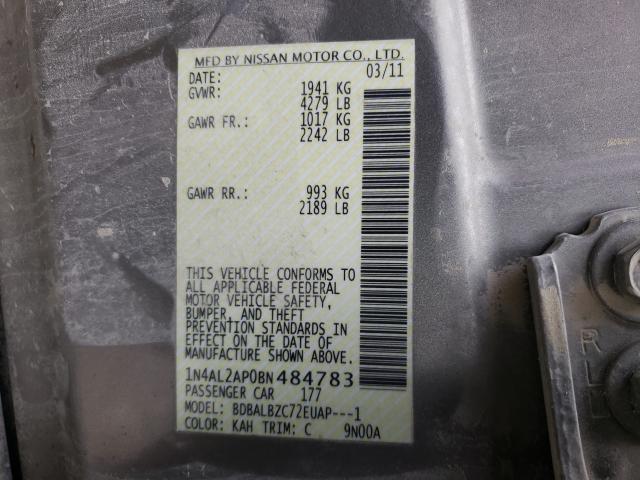 MFD BY NISSAN MOTOR CO., LTD.
DATE: 03/11
GVWR: 1941 KG
4279 LB
GAWR FR.: 1017 KG
2242 LB
GAWR RR.: 993 KG
2189 LB
THIS VEHICLE CONFORMS TO
ALL APPLICABLE FEDERAL
MOTOR VEHICLE SAFETY,
BUMPER, AND THEFT
PREVENTION STANDARDS IN
EFFECT ON THE DATE OF
MANUFACTURE SHOWN ABOVE.
1N4AL2AP0BN484783
PASSENGER CAR 177
MODEL: BDBALBZC72EUAP---1
COLOR: KAH TRIM: C 9N00A